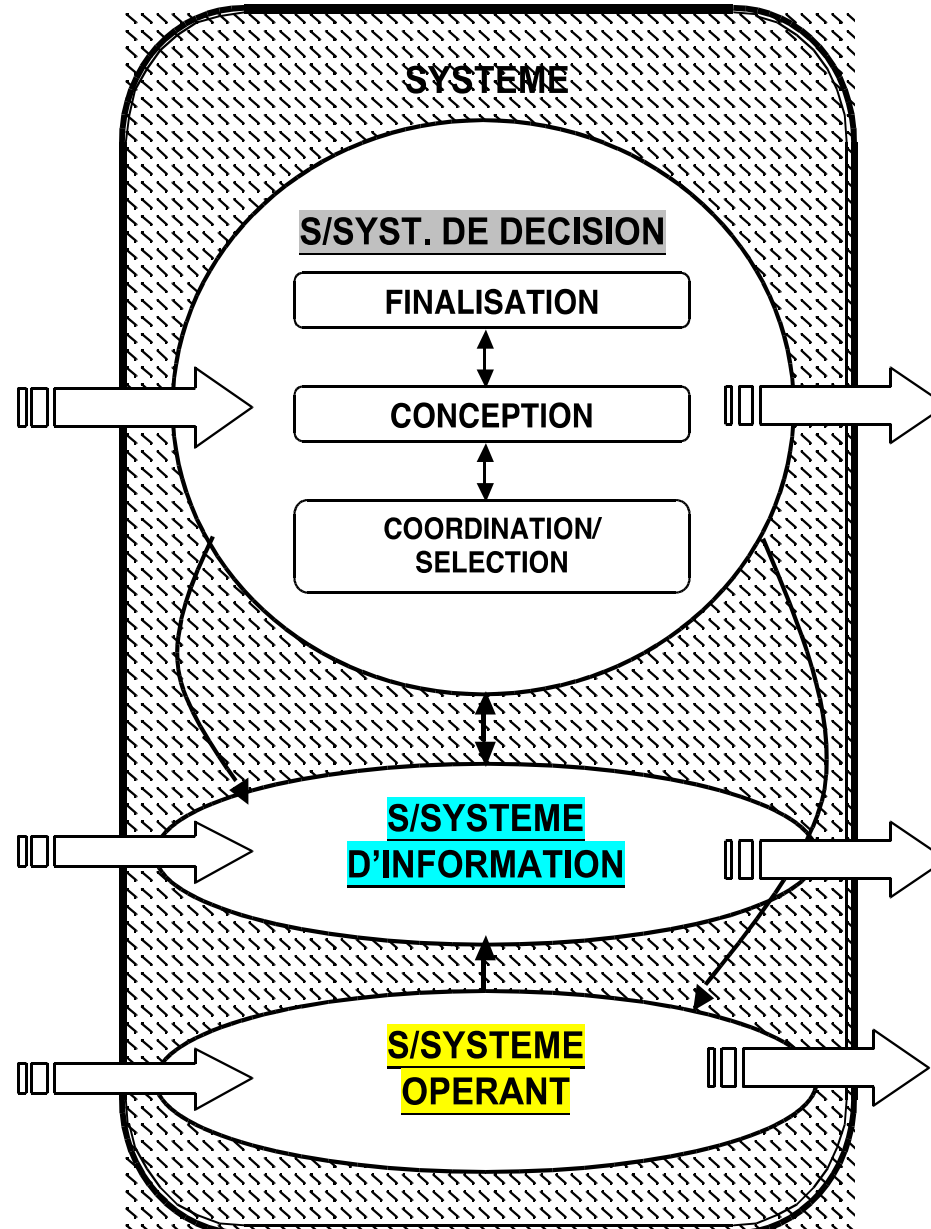 SYSTEME
S/SYST. DE DECISION
FINALISATION
CONCEPTION
COORDINATION/
SELECTION
S/SYSTEME
D'INFORMATION
S/SYSTEME
OPERANT